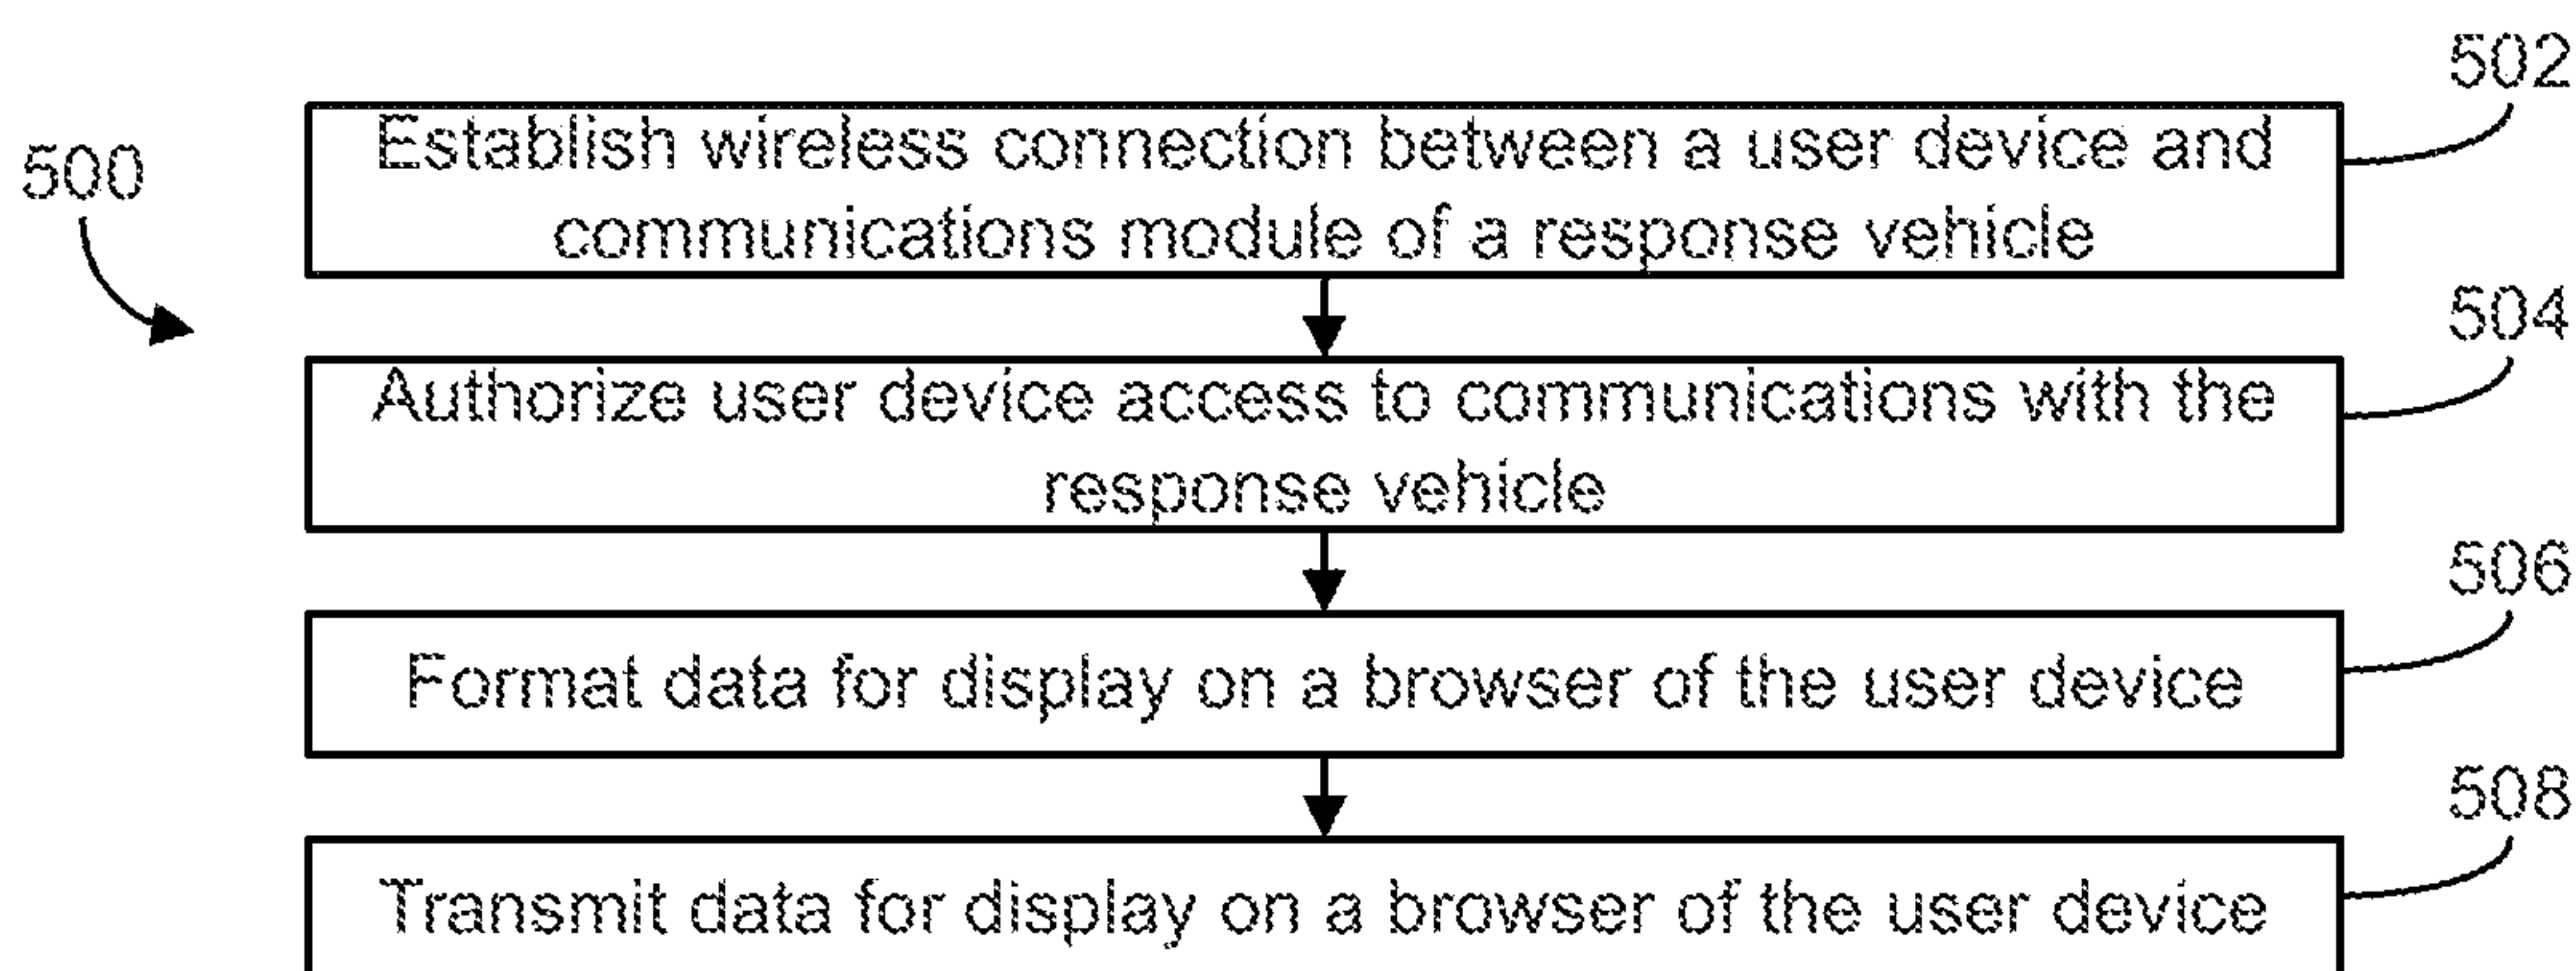 502
500
Establish wireless connection between a user device and
communications module of a response vehicle
504
Authorize user device access to communications with the
response vehicle
506
Format data for display on a browser of the user device
508
Transmit data for display on a browser of the user device